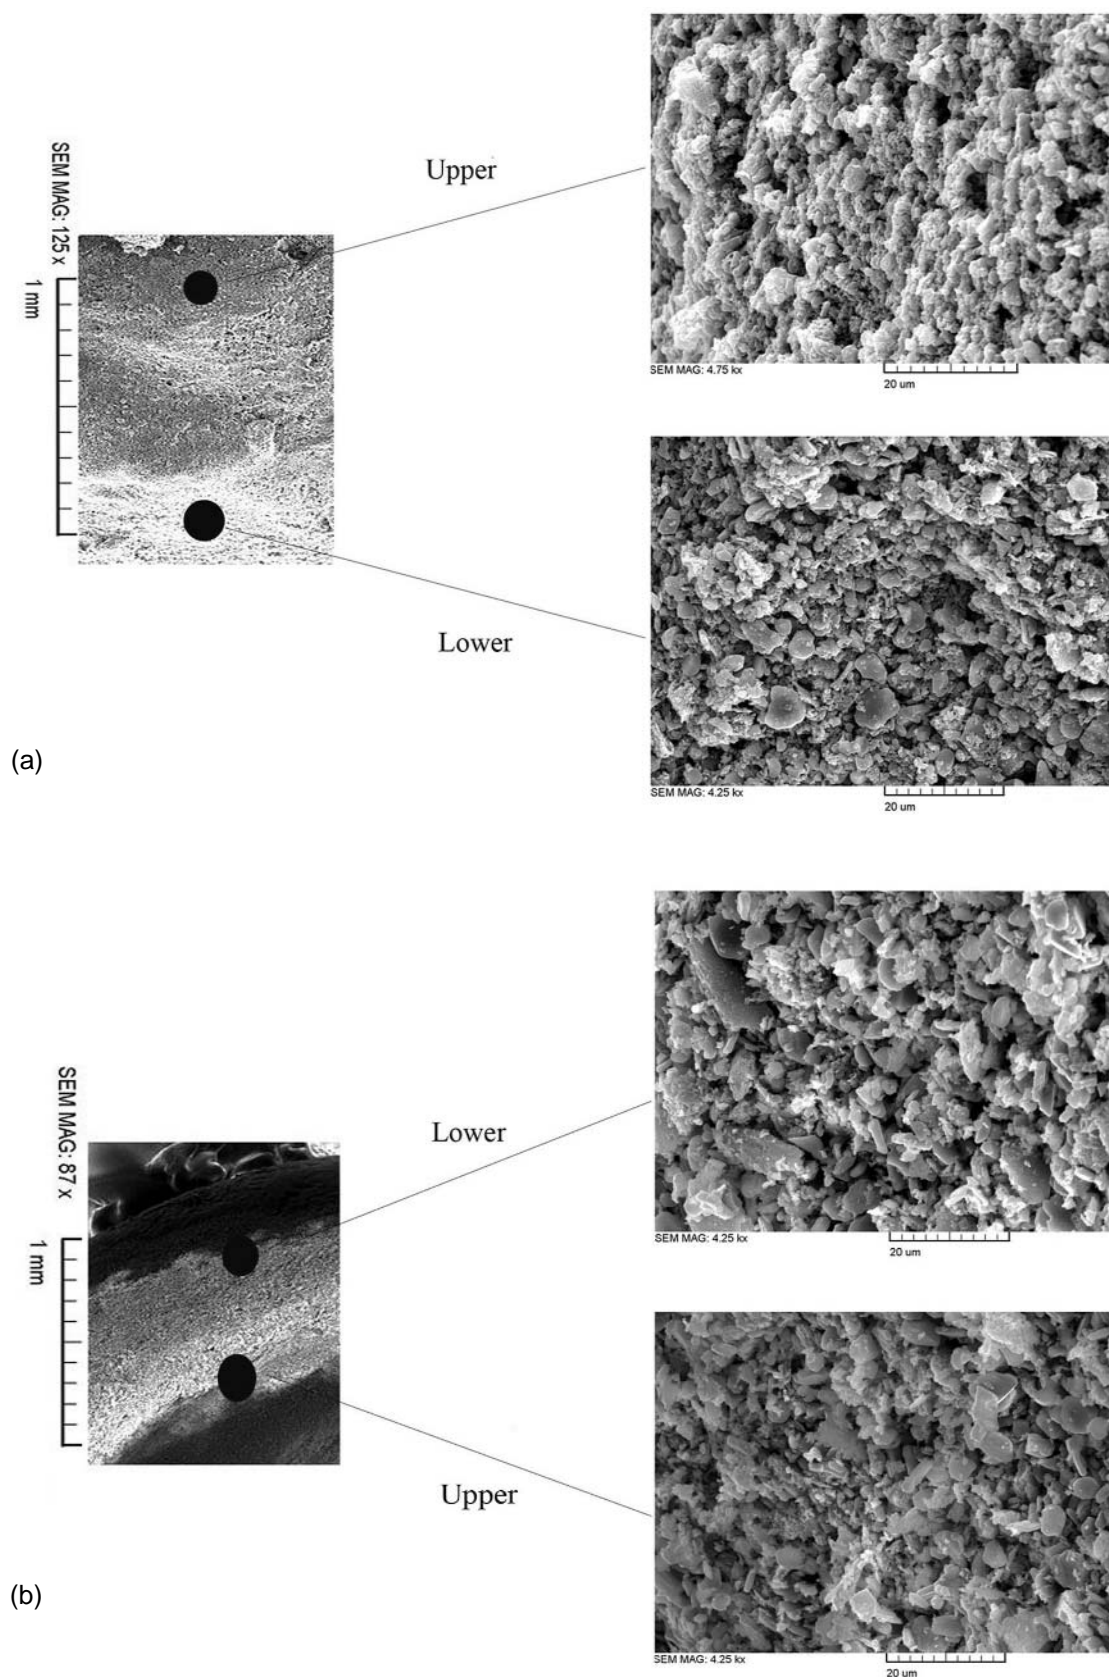 SEM MAG: 125 x
1 mm
Upper
SEM MAG: 4.75 kx
20 um
Lower
SEM MAG: 4.25 kx
20 um
(a)
SEM MAG: 87 x
1 mm
Lower
SEM MAG: 4.25 kx
20 um
Upper
SEM MAG: 4.25 kx
20 um
(b)